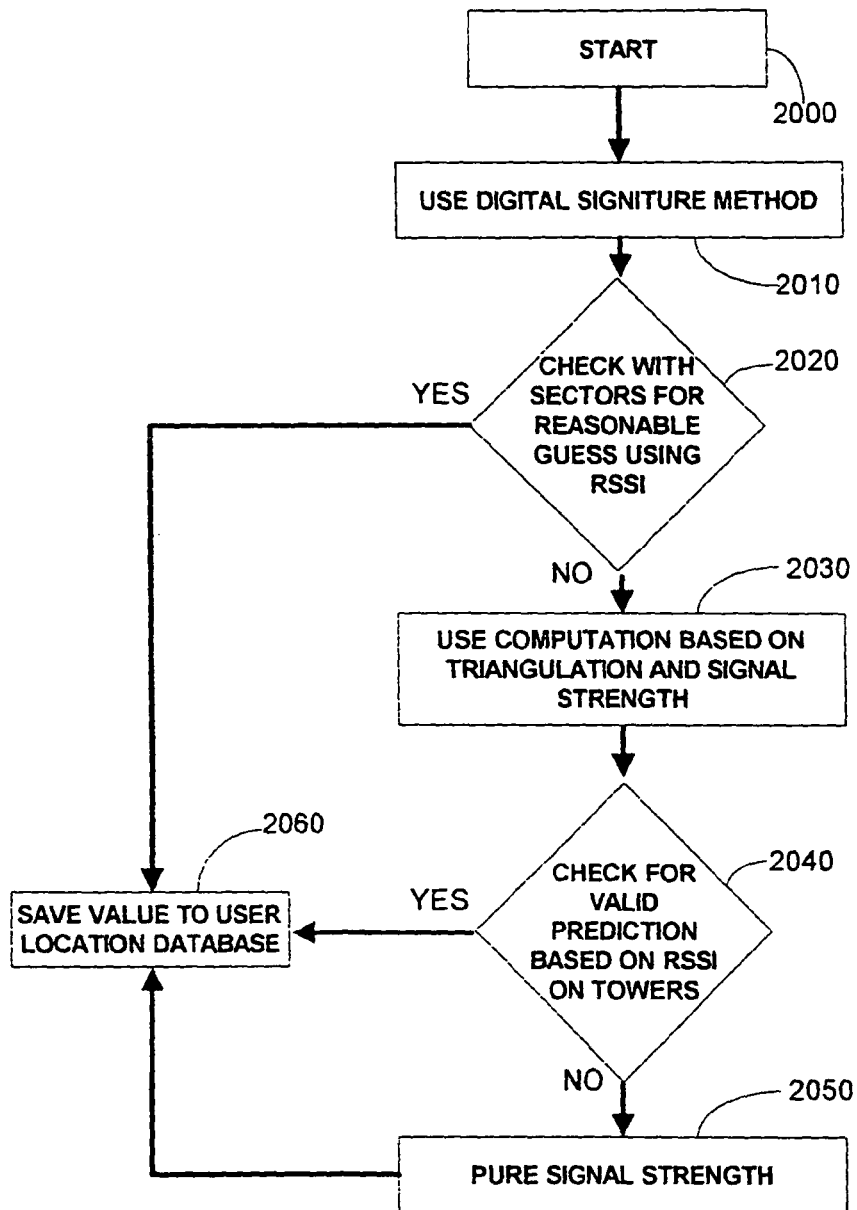 START
2000
USE DIGITAL SIGNITURE METHOD
2010
CHECK WITH
SECTORS FOR
REASONABLE
GUESS USING
RSSI
2020
YES
NO
2030
USE COMPUTATION BASED ON
TRIANGULATION AND SIGNAL
STRENGTH
2060
SAVE VALUE TO USER
LOCATION DATABASE
YES
CHECK FOR
VALID
PREDICTION
BASED ON RSSI
ON TOWERS
2040
NO
2050
PURE SIGNAL STRENGTH